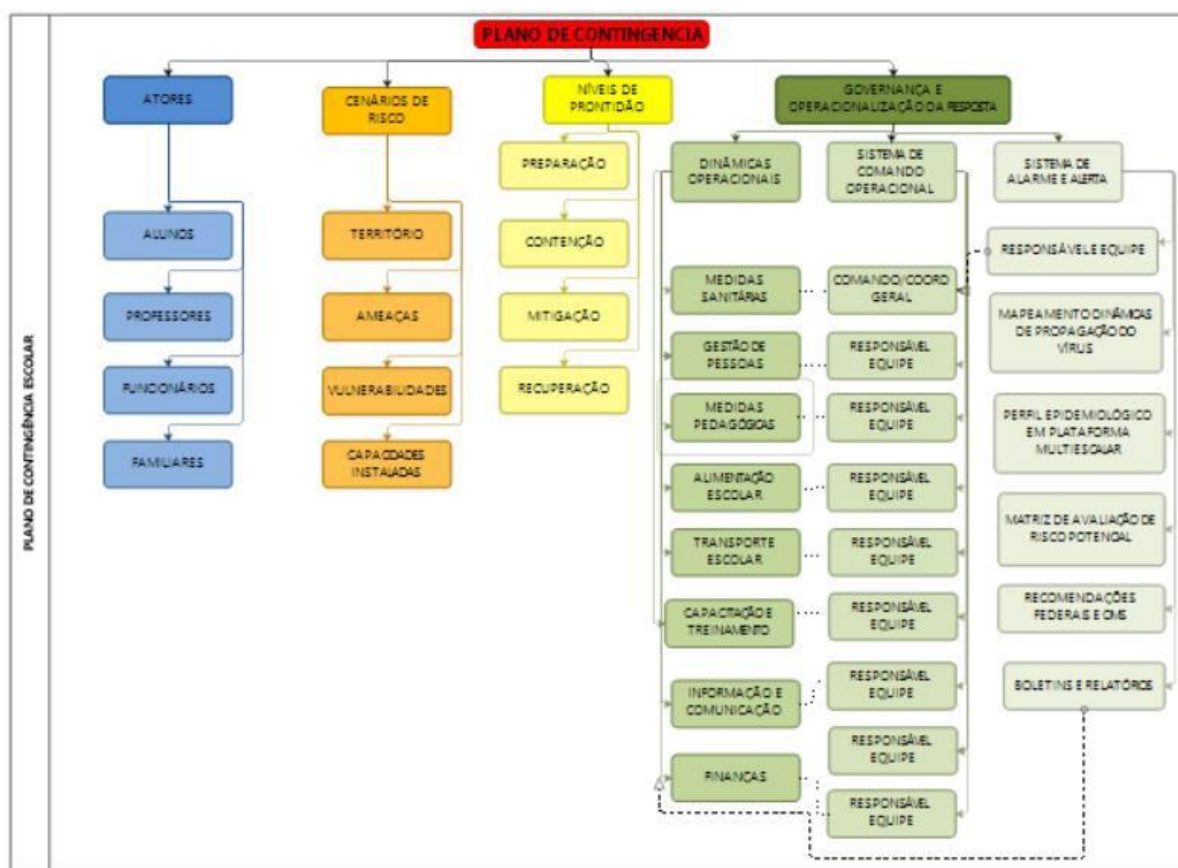 PLANO DE CONTINGÊNCIA ESCOLAR
PLANO DE CONTINGENCIA
ATORES
ALUNOS
PROFESSORES
FUNCIONÁRIOS
FAMILIARES
CENÁRIOS DE
RISCO
TERRITÓRIO
AMEAÇAS
VULNERABILIDADES
CAPACIDADES
INSTALADAS
NÍVEIS DE
PRONTIDÃO
PREPARAÇÃO
CONTENÇÃO
MITIGAÇÃO
RECUPERAÇÃO
GOVERNANÇA E
OPERACIONALIZAÇÃO DA RESPOSTA
DINÂMICAS
OPERACIONAIS
MEDIDAS
SANITÁRIAS
GESTÃO DE
PESSOAS
MEDIDAS
PEDAGÓGICAS
ALIMENTAÇÃO
ESCOLAR
TRANSPORTE
ESCOLAR
CAPACITAÇÃO E
TREINAMENTO
INFORMAÇÃO E
COMUNICAÇÃO
FINANÇAS
SISTEMA DE
COMANDO
OPERACIONAL
COMANDO/COORD
GERAL
RESPONSÁVEL
EQUIPE
RESPONSÁVEL
EQUIPE
RESPONSÁVEL
EQUIPE
RESPONSÁVEL
EQUIPE
RESPONSÁVEL
EQUIPE
RESPONSÁVEL
EQUIPE
RESPONSÁVEL
EQUIPE
RESPONSÁVEL
EQUIPE
SISTEMA DE
ALARME E ALERTA
RESPONSÁVEL E EQUIPE
MAPEAMENTO DINÂMICAS
DE PROPAGAÇÃO DO
VÍRUS
PERFIL EPIDEMIOLÓGICO
EM PLATAFORMA
MULTIESCALAR
MATRIZ DE AVALIAÇÃO DE
RISCO POTENCIAL
RECOMENDAÇÕES
FEDERAIS E OMS
BOLETINS E RELATÓRIOS